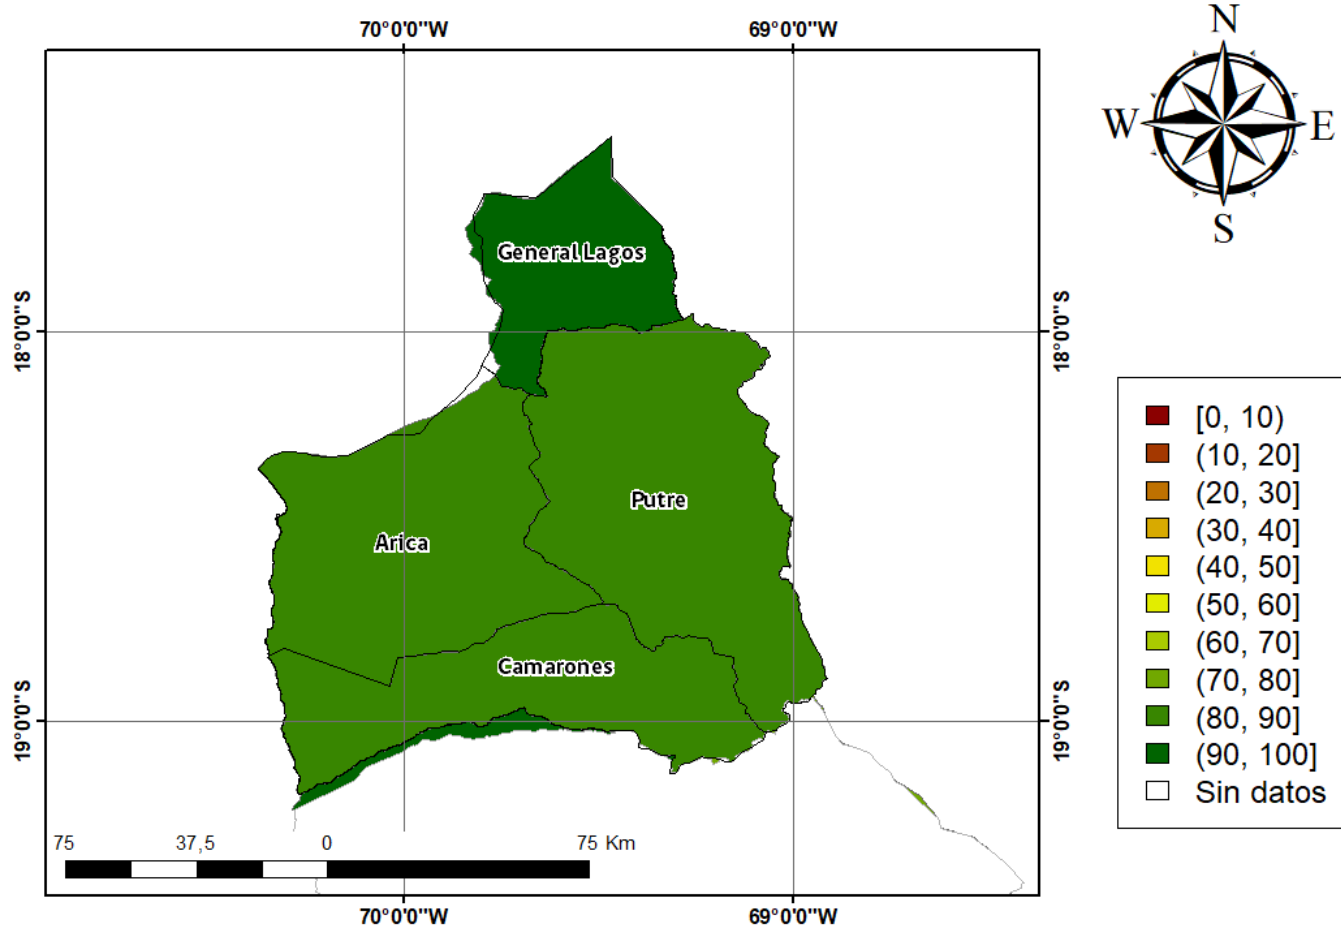 70°0'0"W 69°0'0"W
N
W E
S
General Lagos
18°0'0"S 18°0'0"S
Putre
Arica
Camarones
19°0'0"S 19°0'0"S
75 37,5 0 75 Km
70°0'0"W 69°0'0"W
[0, 10)
(10, 20]
(20, 30]
(30, 40]
(40, 50]
(50, 60]
(60, 70]
(70, 80]
(80, 90]
(90, 100]
Sin datos